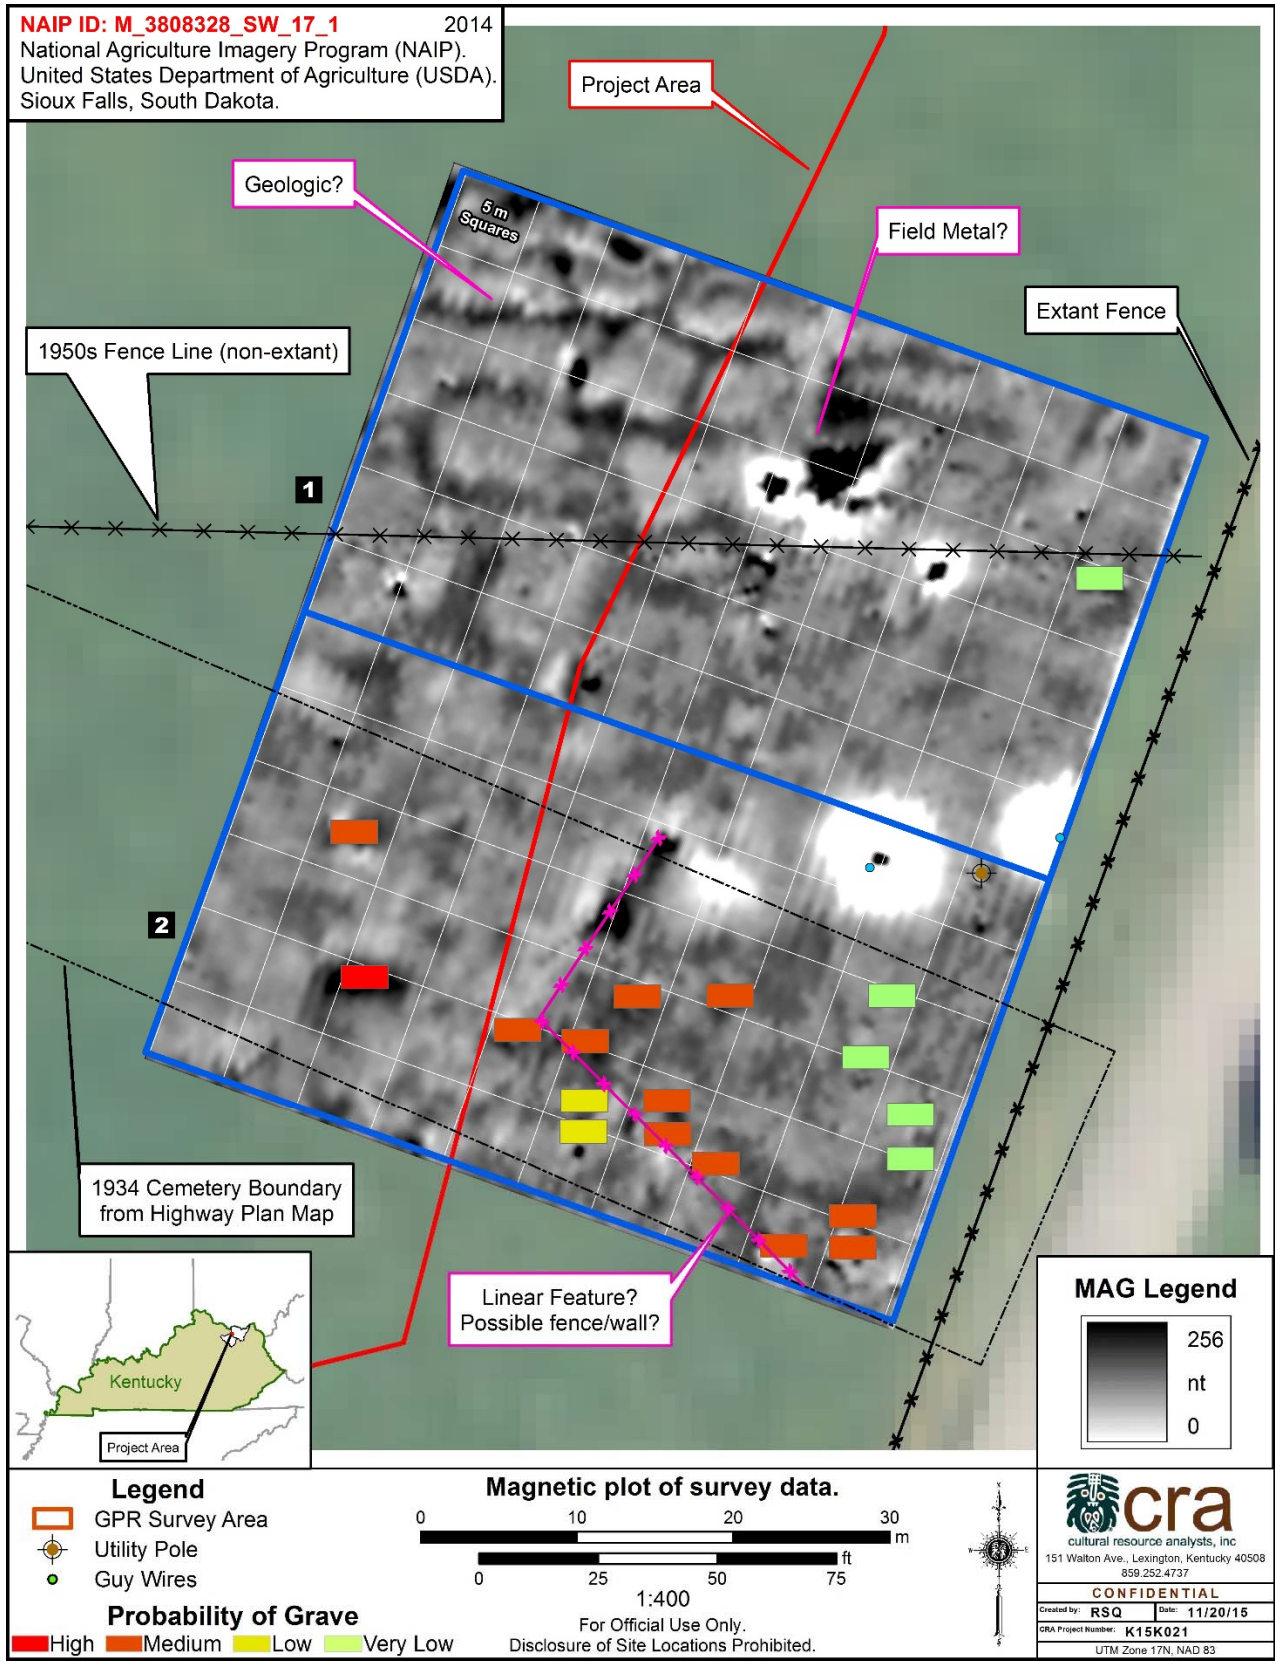 NAIP ID: M_3808328_SW_17_1 2014
National Agriculture Imagery Program (NAIP).
United States Department of Agriculture (USDA).
Sioux Falls, South Dakota.
Project Area
Geologic?
5 m
Squares
Field Metal?
Extant Fence
1950s Fence Line (non-extant)
1
2
1934 Cemetery Boundary
from Highway Plan Map
Linear Feature?
Possible fence/wall?
Kentucky
Project Area
MAG Legend
256
nt
0
Legend
GPR Survey Area
Utility Pole
Guy Wires
Probability of Grave
High Medium Low Very Low
Magnetic plot of survey data.
0 10 20 30
m
ft
0 25 50 75
1:400
For Official Use Only.
Disclosure of Site Locations Prohibited.
N
W E
S
cra
cultural resource analysts, inc
151 Walton Ave., Lexington, Kentucky 40508
859.252.4737
CONFIDENTIAL
Created by: RSQ Date: 11/20/15
CRA Project Number: K15K021
UTM Zone 17N, NAD 83